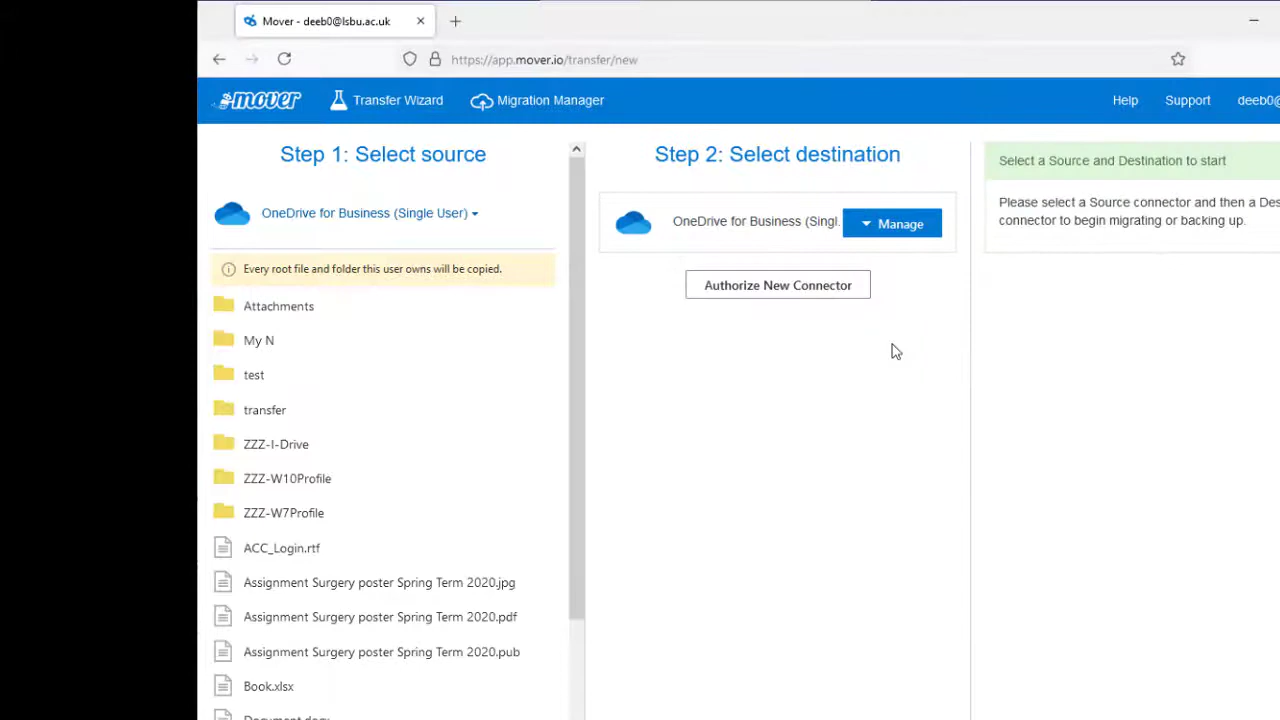 Mover - deeb0@lsbu.ac.uk
https://app.mover.io/transfer/new
mover
Transfer Wizard
Migration Manager
Help
Support
deeb0@
Step 1: Select source
OneDrive for Business (Single User)
Every root file and folder this user owns will be copied.
Attachments
My N
test
transfer
ZZZ-I-Drive
ZZZ-W10Profile
ZZZ-W7Profile
ACC_Login.rtf
Assignment Surgery poster Spring Term 2020.jpg
Assignment Surgery poster Spring Term 2020.pdf
Assignment Surgery poster Spring Term 2020.pub
Book.xlsx
Document.docx
Step 2: Select destination
OneDrive for Business (Singl.
Manage
Authorize New Connector
Select a Source and Destination to start
Please select a Source connector and then a Des
connector to begin migrating or backing up.